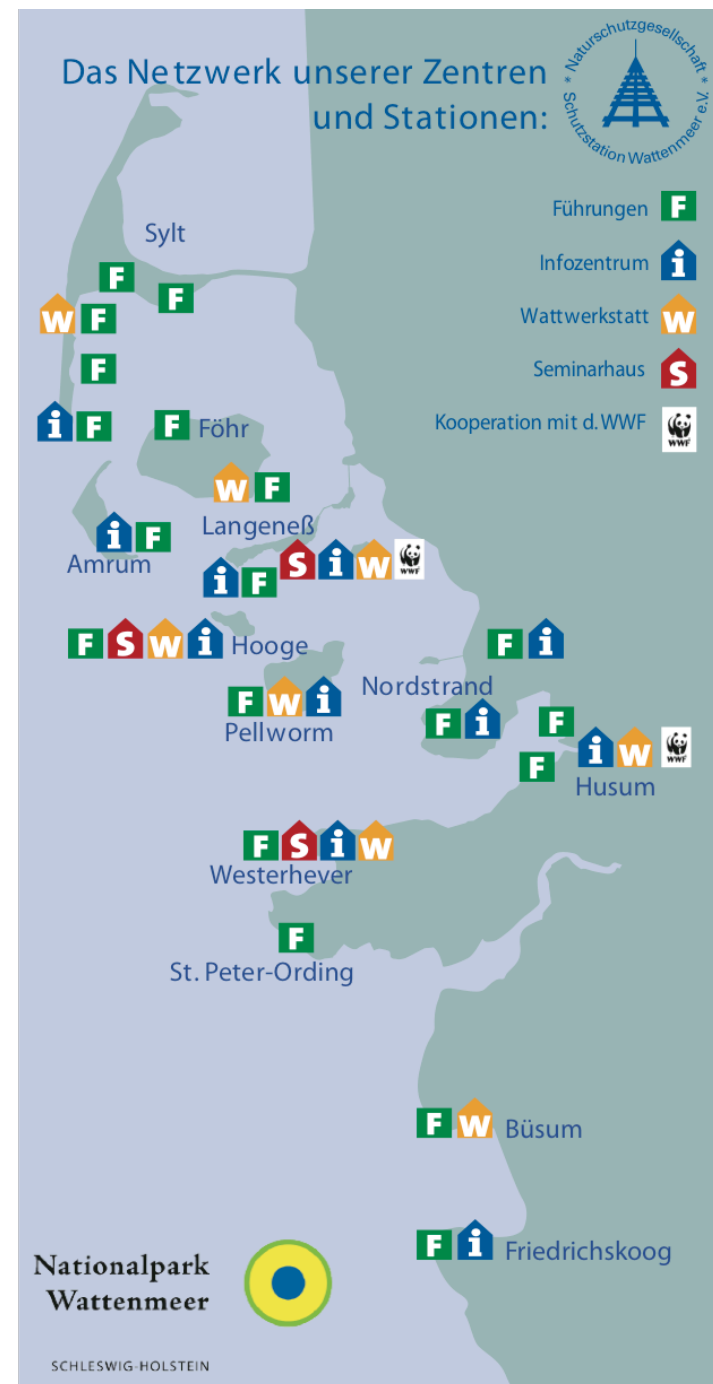 Das Netzwerk unserer Zentren
und Stationen:
* Naturschutzgesellschaft *
Schutzstation Wattenmeer e.V.
Führungen F
Infozentrum i
Wattwerkstatt W
Seminarhaus S
Kooperation mit d. WWF WWF
Sylt
F
F
W F
F
i F
F Föhr
W F
Langeneß
i F
Amrum
S i W WWF
i F
F S W i Hooge
F i
Nordstrand
F W i
Pellworm
F i
F
F
i W WWF
Husum
F S i W
Westerhever
F
St. Peter-Ording
F W Büsum
F i Friedrichskoog
Nationalpark
Wattenmeer
SCHLESWIG-HOLSTEIN